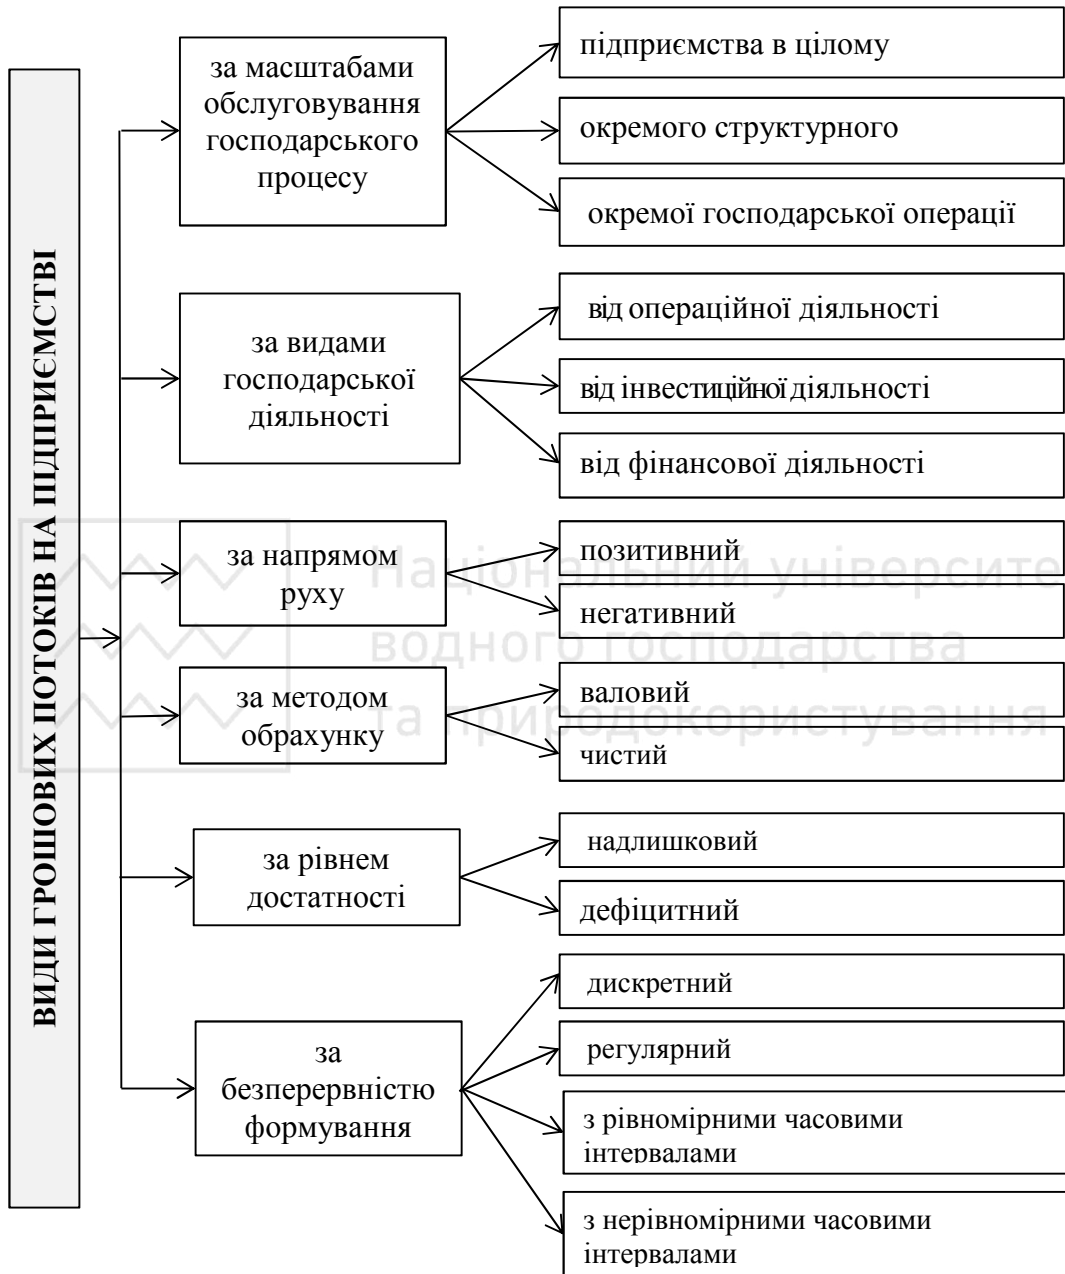 ВИДИ ГРОШОВИХ ПОТОКІВ НА ПІДПРИЄМСТВІ
за масштабами
обслуговування
господарського
процесу
підприємства в цілому
окремого структурного
окремої господарської операції
за видами
господарської
діяльності
від операційної діяльності
від інвестиційної діяльності
від фінансової діяльності
за напрямом
руху
позитивний
негативний
за методом
обрахунку
валовий
чистий
за рівнем
достатності
надлишковий
дефіцитний
за
безперервністю
формування
дискретний
регулярний
з рівномірними часовими
інтервалами
з нерівномірними часовими
інтервалами
Національний університе
водного господарства
та природокористування